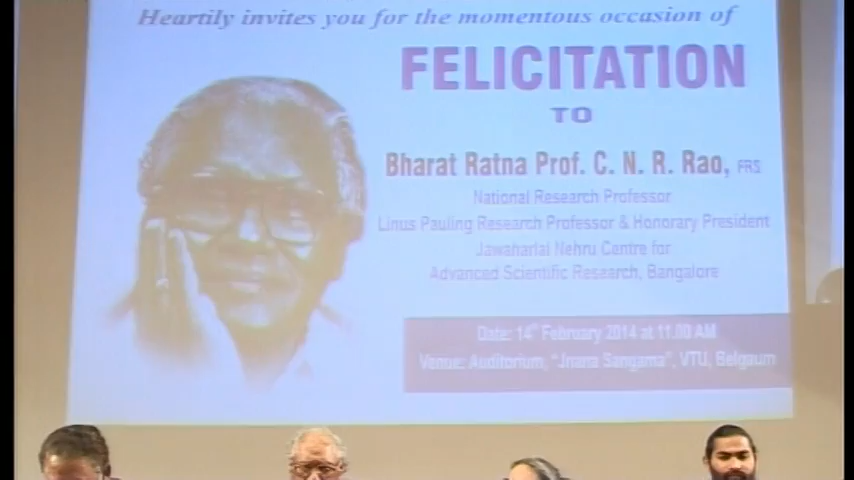 Heartily invites you for the momentous occasion of
FELICITATION
TO
Bharat Ratna Prof. C. N. R. Rao, FRS
National Research Professor
Linus Pauling Research Professor & Honorary President
Jawaharlal Nehru Centre for
Advanced Scientific Research, Bangalore
Date: 14th February 2014 at 11.00 AM
Venue: Auditorium, "Jnana Sangama", VTU, Belgaum